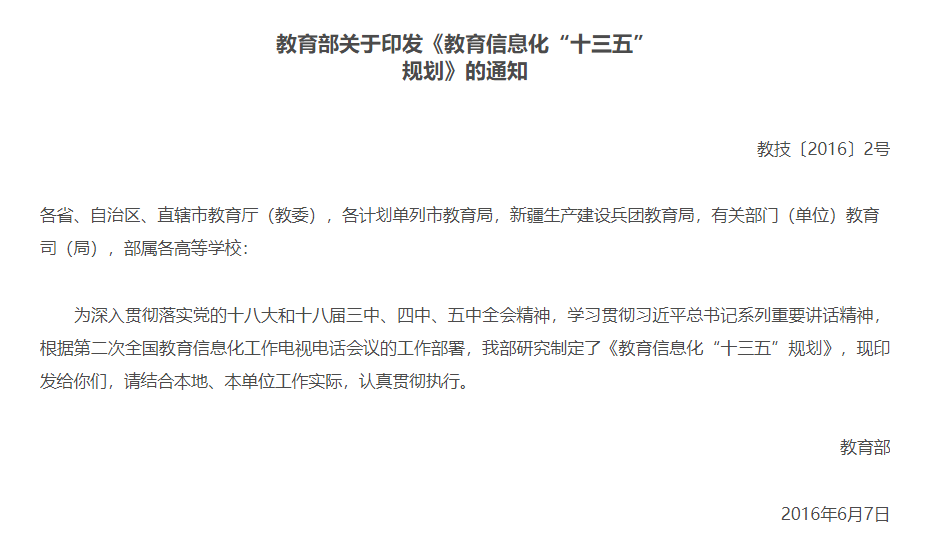 教育部关于印发《教育信息化“十三五”
规划》的通知
教技〔2016〕2号
各省、自治区、直辖市教育厅（教委），各计划单列市教育局，新疆生产建设兵团教育局，有关部门（单位）教育
司（局），部属各高等学校：
为深入贯彻落实党的十八大和十八届三中、四中、五中全会精神，学习贯彻习近平总书记系列重要讲话精神，
根据第二次全国教育信息化工作电视电话会议的工作部署，我部研究制定了《教育信息化“十三五”规划》，现印
发给你们，请结合本地、本单位工作实际，认真贯彻执行。
教育部
2016年6月7日